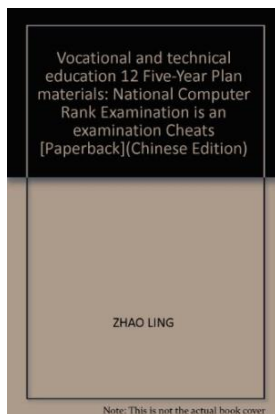 Vocational and technical
education 12 Five-Year Plan
materials: National Computer
Rank Examination is an
examination Cheats
[Paperback](Chinese Edition)
ZHAO LING
Note: This is not the actual book cover